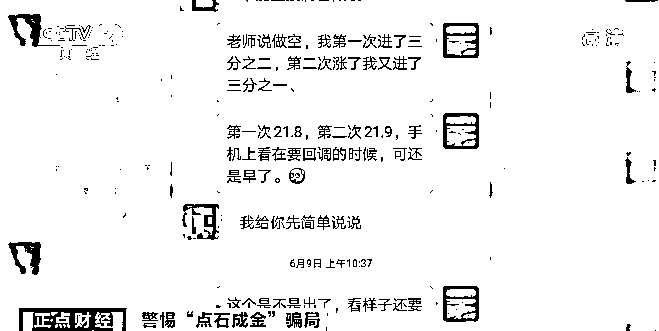 CCTV 2
财经
老师说做空，我第一次进了三
分之二，第二次涨了我又进了
三分之一、
第一次21.8，第二次21.9，手
机上看在要回调的时候，可还
是早了。
我给你先简单说说
6月9日 上午10:37
这个是不是出了，看样子还要
正点财经
警惕“点石成金”骗局